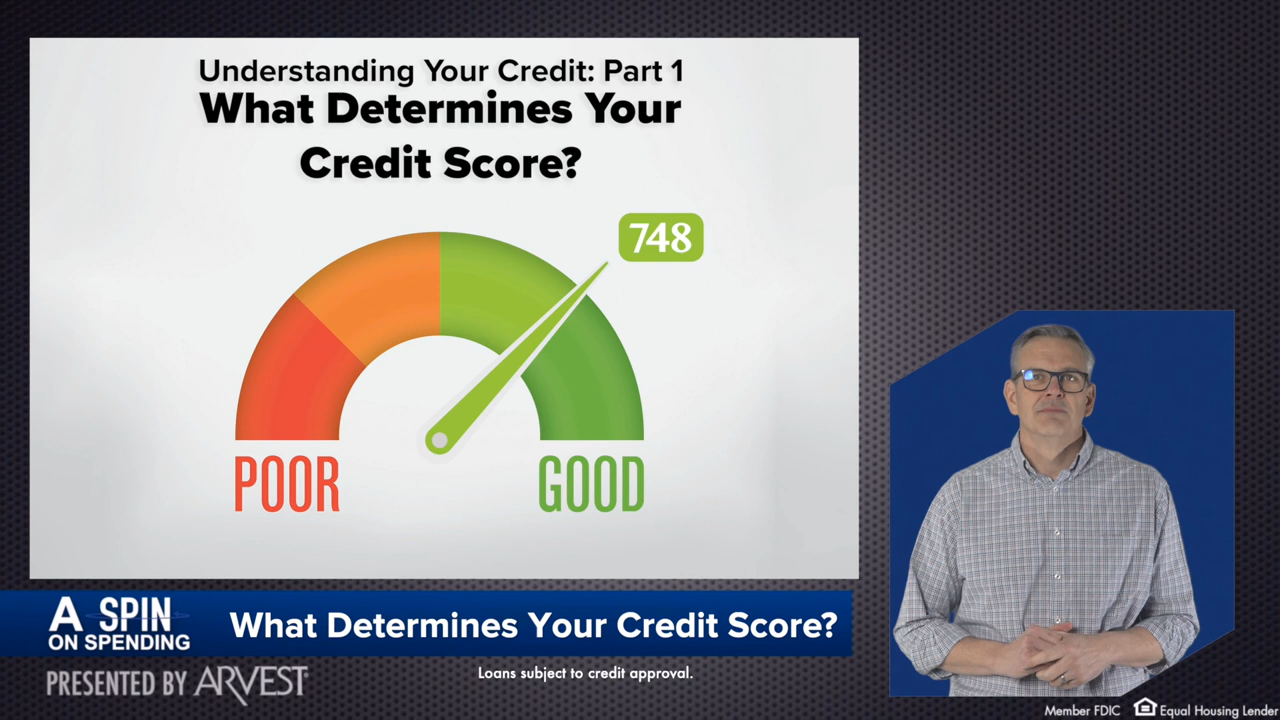 Understanding Your Credit: Part 1
What Determines Your
Credit Score?
748
POOR
GOOD
A SPIN
ON SPENDING
What Determines Your Credit Score?
PRESENTED BY ARVEST
Loans subject to credit approval.
Member FDIC
Equal Housing Lender